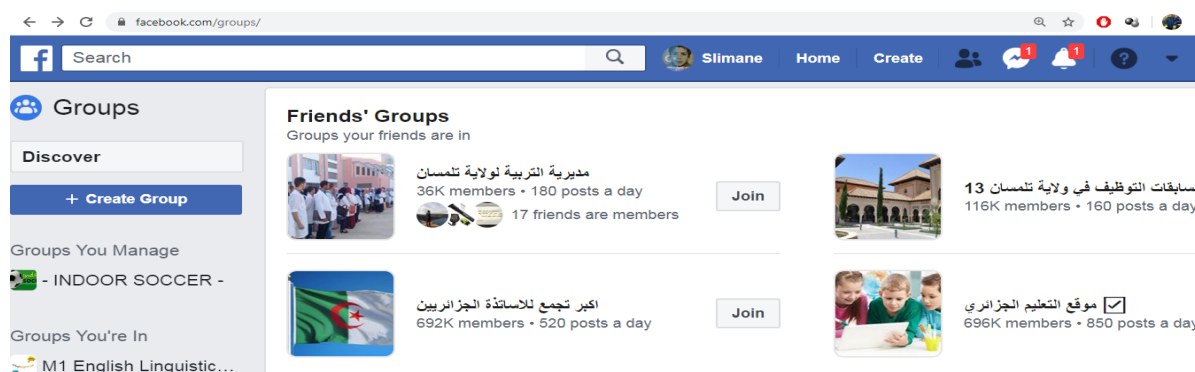 facebook.com/groups/
Search
Slimane
Home
Create
1
1
Groups
Discover
+ Create Group
Groups You Manage
- INDOOR SOCCER -
Groups You're In
M1 English Linguistic...
Friends' Groups
Groups your friends are in
مديرية التربية لولاية تلمسان
36K members • 180 posts a day
17 friends are members
Join
سابقات التوظيف في ولاية تلمسان 13
116K members • 160 posts a day
اكبر تجمع للاساتذة الجزائريين
692K members • 520 posts a day
Join
موقع التعليم الجزائري
696K members • 850 posts a day